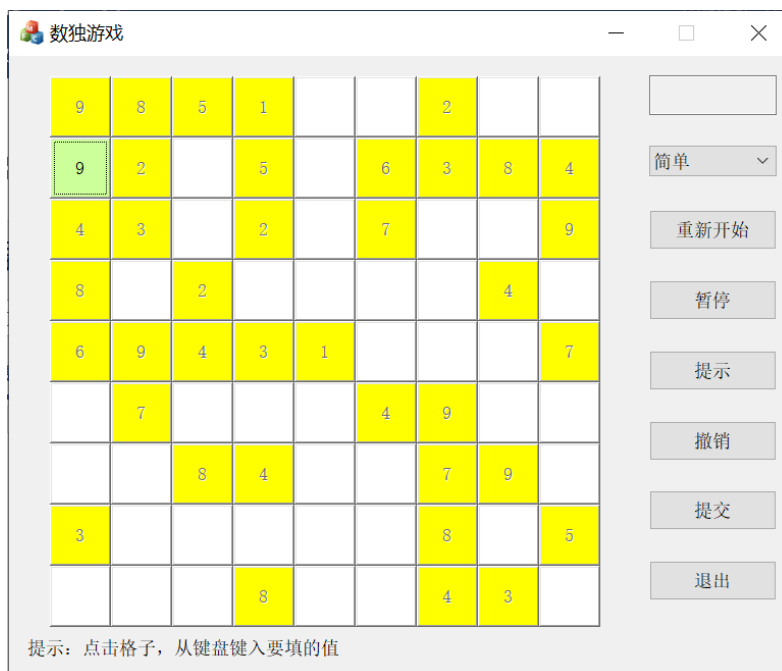 数独游戏
9 8 5 1 2
9 2 5 6 3 8 4
简单
4 3 2 7 9
重新开始
8 2 4
暂停
6 9 4 3 1 7
提示
7 4 9
撤销
8 4 7 9
提交
3 8 5
退出
8 4 3
提示：点击格子，从键盘键入要填的值